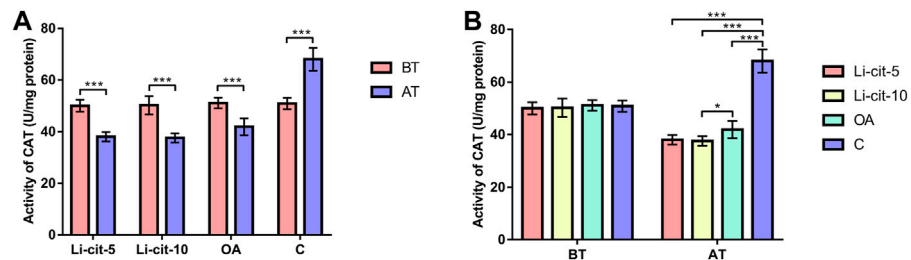 A
Activity of CAT (U/mg protein)
80
60
40
20
0
***
***
***
***
Li-cit-5
Li-cit-10
OA
C
BT
AT
B
Activity of CAT (U/mg protein)
80
60
40
20
0
***
***
***
*
BT
AT
Li-cit-5
Li-cit-10
OA
C